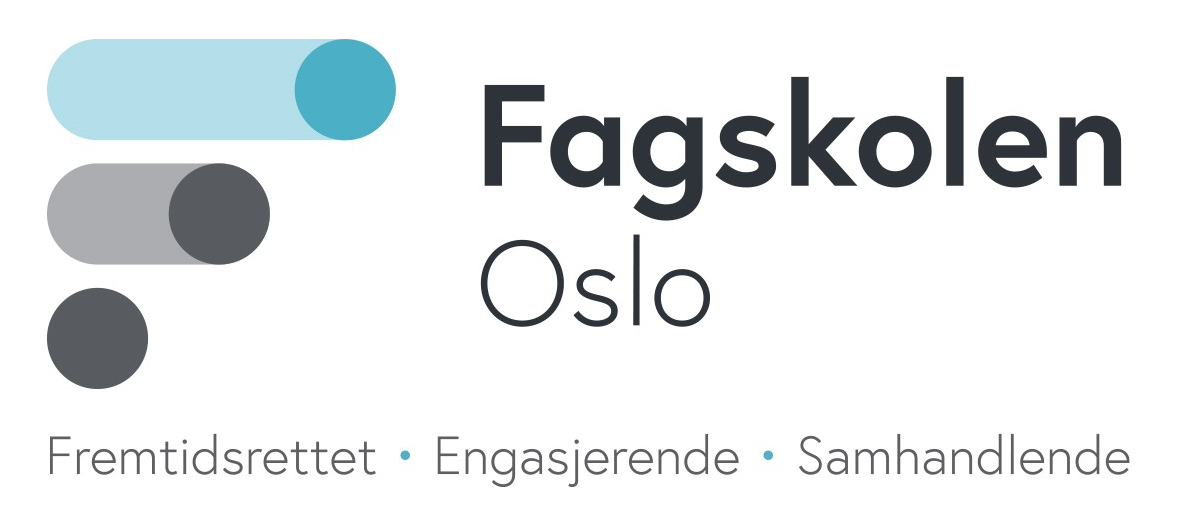 Fagskolen
Oslo
Fremtidsrettet • Engasjerende • Samhandlende